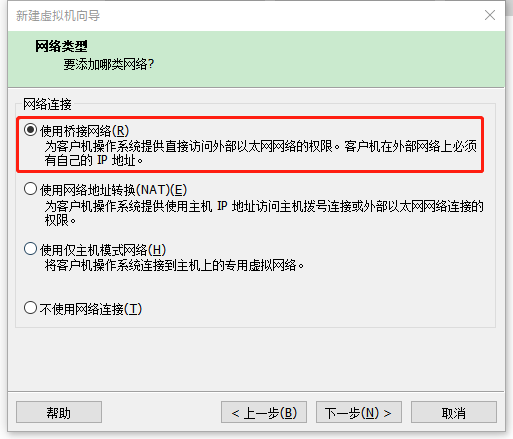 新建虚拟机向导
网络类型
要添加哪类网络?
网络连接
使用桥接网络(R)
为客户机操作系统提供直接访问外部以太网网络的权限。客户机在外部网络上必须
有自己的 IP 地址。
使用网络地址转换(NAT)(E)
为客户机操作系统提供使用主机 IP 地址访问主机拨号连接或外部以太网网络连接的
权限。
使用仅主机模式网络(H)
将客户机操作系统连接到主机上的专用虚拟网络。
不使用网络连接(T)
帮助 < 上一步(B) 下一步(N) > 取消